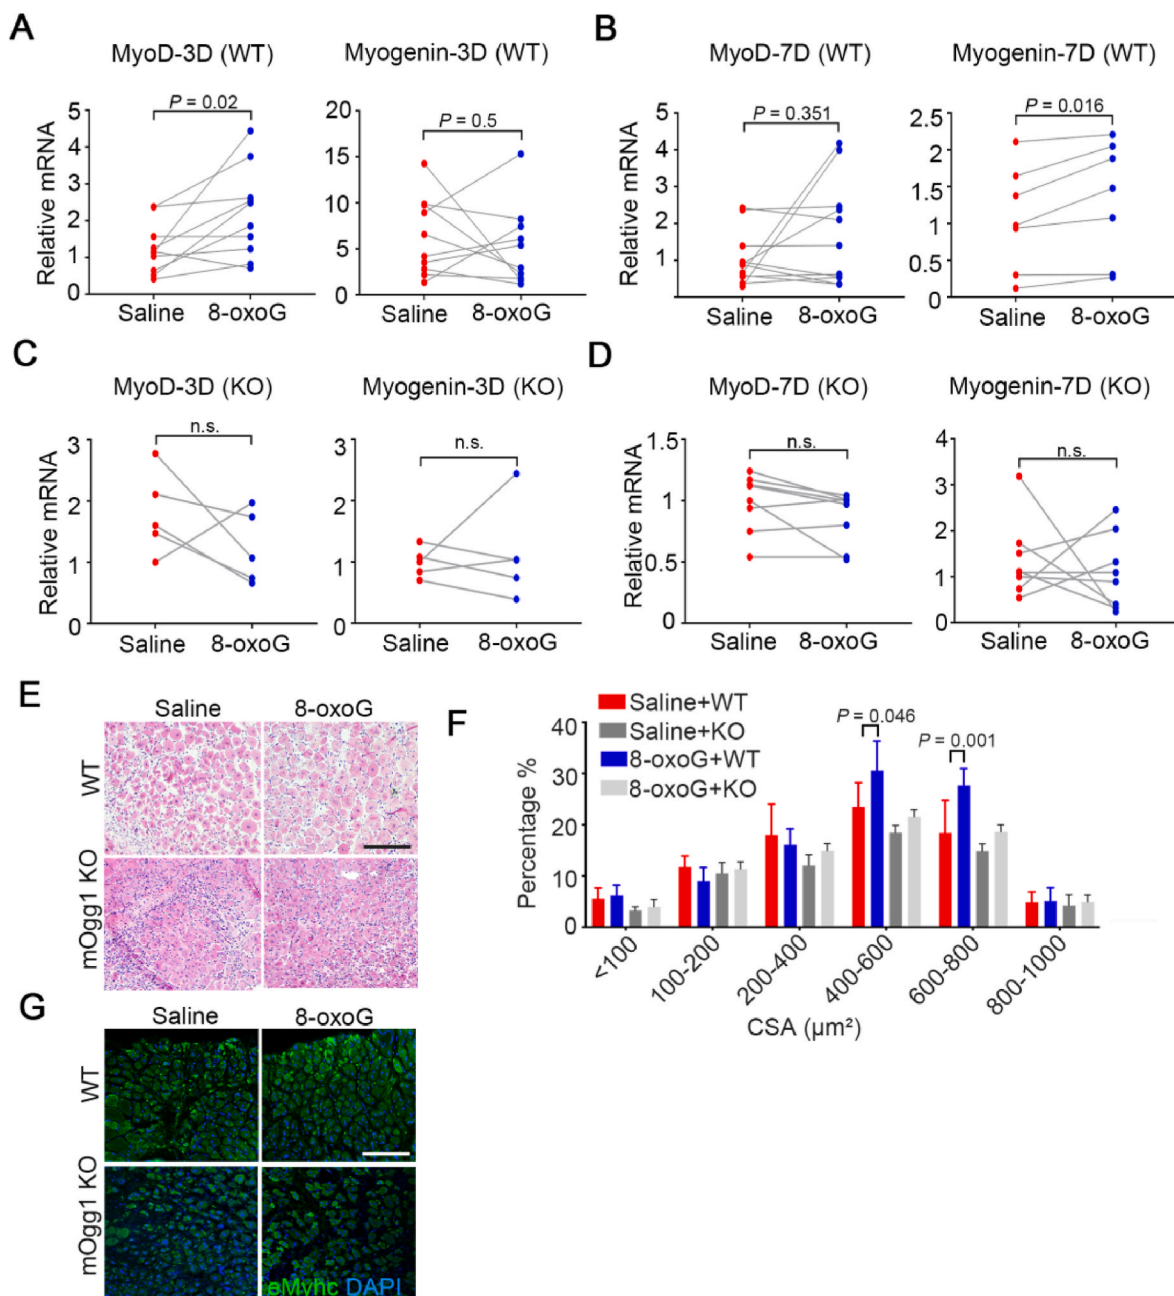 A
B
MyoD-3D (WT)
Myogenin-3D (WT)
MyoD-7D (WT)
Myogenin-7D (WT)
Relative mRNA
5
4
3
2
1
0
P = 0.02
Saline
8-oxoG
20
15
10
5
0
P = 0.5
Saline
8-oxoG
Relative mRNA
5
4
3
2
1
0
P = 0.351
Saline
8-oxoG
2.5
2
1.5
1
0.5
0
P = 0.016
Saline
8-oxoG
C
D
MyoD-3D (KO)
Myogenin-3D (KO)
MyoD-7D (KO)
Myogenin-7D (KO)
Relative mRNA
3
2
1
0
n.s.
Saline
8-oxoG
3
2
1
0
n.s.
Saline
8-oxoG
Relative mRNA
1.5
1
0.5
0
n.s.
Saline
8-oxoG
4
3
2
1
0
n.s.
Saline
8-oxoG
E
Saline
8-oxoG
WT
mOgg1 KO
F
Saline+WT
Saline+KO
8-oxoG+WT
8-oxoG+KO
P = 0.046
P = 0.001
Percentage %
40
30
20
10
0
<100
100-200
200-400
400-600
600-800
800-1000
CSA (µm²)
G
Saline
8-oxoG
WT
mOgg1 KO
eMyhc DAPI